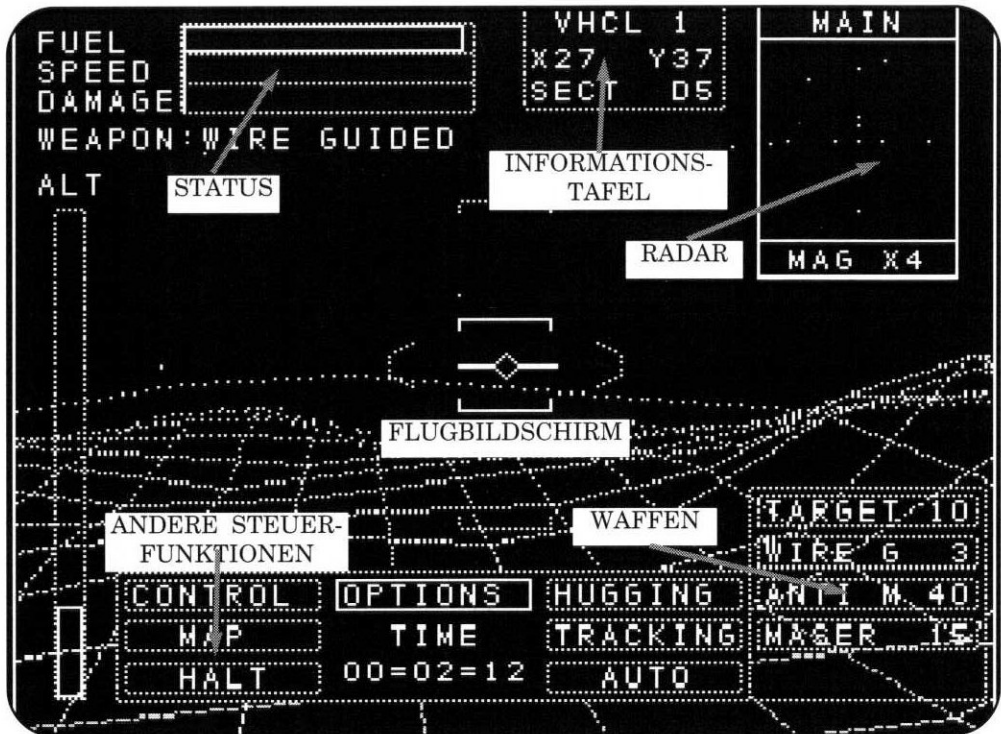 FUEL
SPEED
DAMAGE
WEAPON:WIRE GUIDED
ALT
STATUS
VHCL 1
X27 Y37
SECT D5
INFORMATIONS-
TAFEL
MAIN
RADAR
MAG X4
FLUGBILDSCHIRM
ANDERE STEUER-
FUNKTIONEN
WAFFEN
TARGET 10
WIRE G 3
ANTI M 40
MASER 15
CONTROL
MAP
HALT
OPTIONS
TIME
00=02=12
HUGGING
TRACKING
AUTO